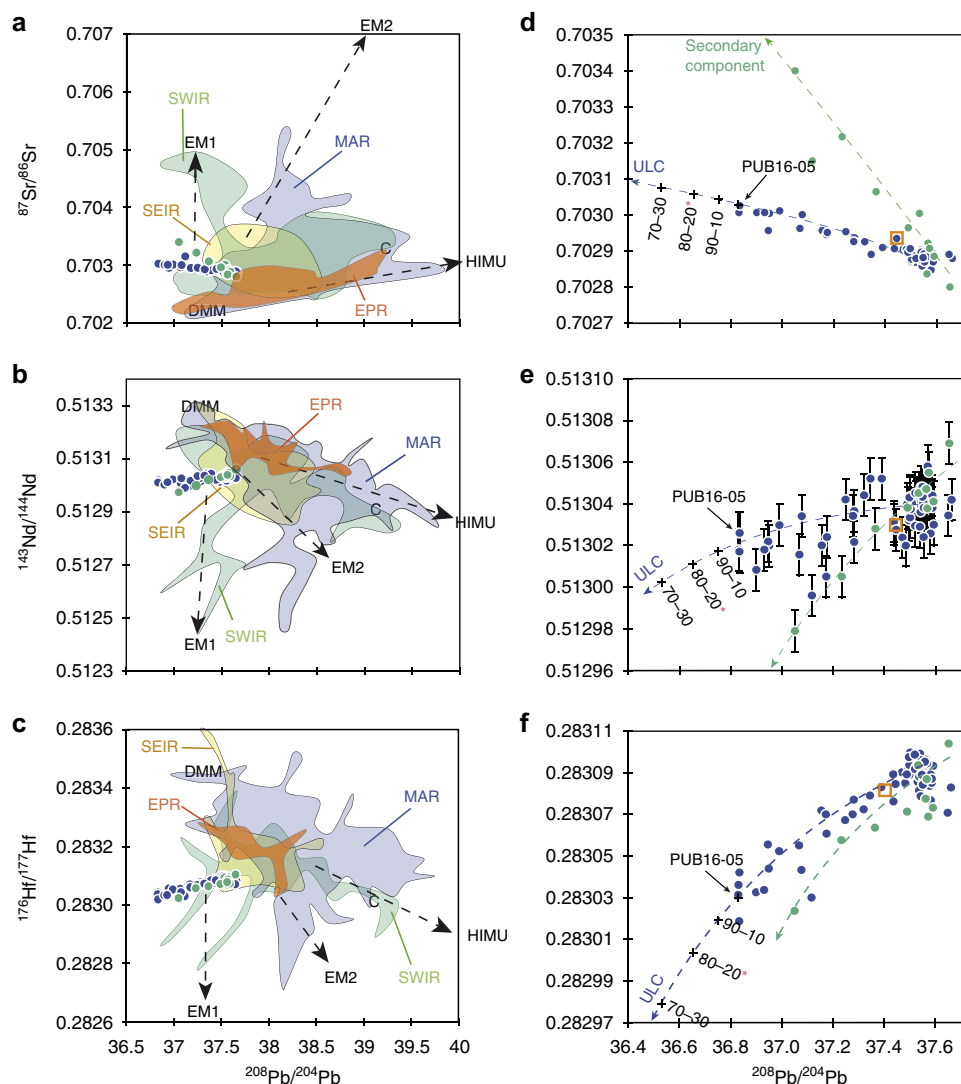 a
0.707
0.706
0.705
0.704
0.703
0.702
87Sr/86Sr
EM2
SWIR
EM1
MAR
SEIR
C
HIMU
DMM
EPR
b
0.5133
0.5131
0.5129
0.5127
0.5125
0.5123
143Nd/144Nd
DMM
EPR
MAR
SEIR
C
HIMU
EM2
SWIR
EM1
c
0.2836
0.2834
0.2832
0.2830
0.2828
0.2826
176Hf/177Hf
SEIR
DMM
EPR
MAR
C
HIMU
EM2
SWIR
EM1
36.5 37 37.5 38 38.5 39 39.5 40
208Pb/204Pb
d
0.7035
0.7034
0.7033
0.7032
0.7031
0.7030
0.7029
0.7028
0.7027
Secondary
component
ULC
PUB16-05
70–30
80–20*
90–10
e
0.51310
0.51308
0.51306
0.51304
0.51302
0.51300
0.51298
0.51296
PUB16-05
ULC
90–10
80–20*
70–30
f
0.28311
0.28309
0.28307
0.28305
0.28303
0.28301
0.28299
0.28297
PUB16-05
90–10
80–20*
ULC
70–30
36.4 36.6 36.8 37.0 37.2 37.4 37.6
208Pb/204Pb